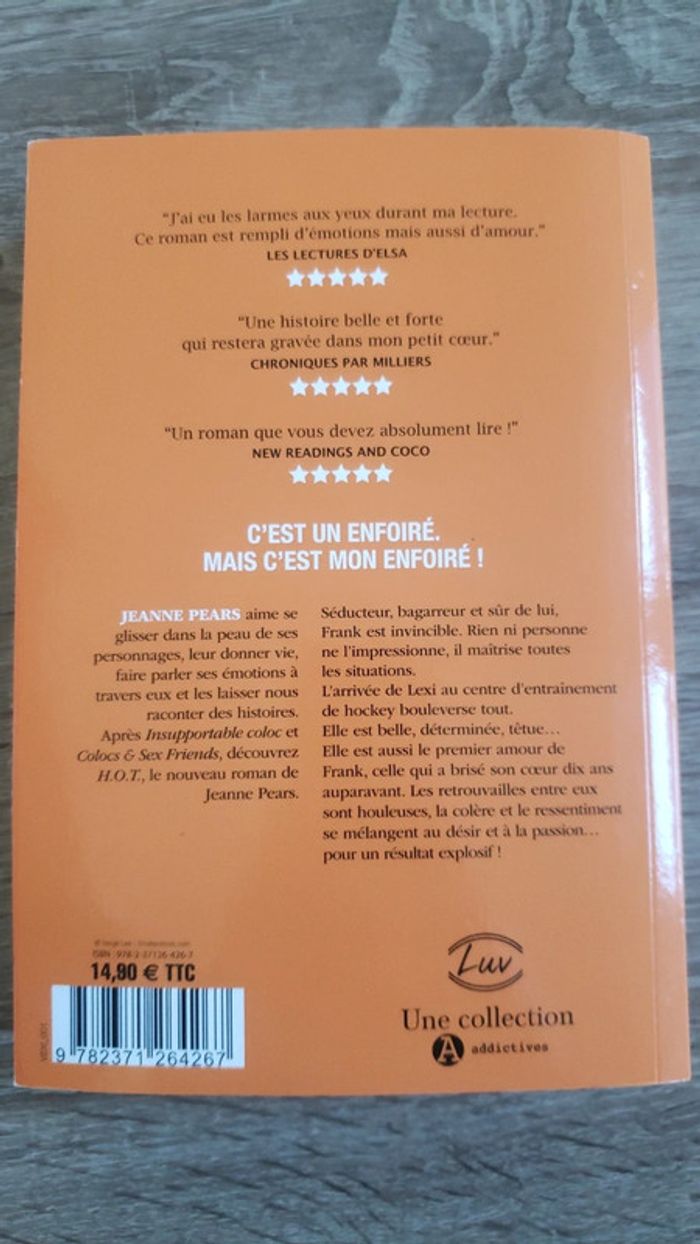 “J'ai eu les larmes aux yeux durant ma lecture.
Ce roman est rempli d'émotions mais aussi d'amour.”
LES LECTURES D'ELSA
“Une histoire belle et forte
qui restera gravée dans mon petit cœur.”
CHRONIQUES PAR MILLIERS
“Un roman que vous devez absolument lire !”
NEW READINGS AND COCO
C'EST UN ENFOIRÉ.
MAIS C'EST MON ENFOIRÉ !
JEANNE PEARS aime se
glisser dans la peau de ses
personnages, leur donner vie,
faire parler ses émotions à
travers eux et les laisser nous
raconter des histoires.
Après Insupportable coloc et
Colocs & Sex Friends, découvrez
H.O.T., le nouveau roman de
Jeanne Pears.
Séducteur, bagarreur et sûr de lui,
Frank est invincible. Rien ni personne
ne l'impressionne, il maîtrise toutes
les situations.
L'arrivée de Lexi au centre d'entraînement
de hockey bouleverse tout.
Elle est belle, déterminée, têtue…
Elle est aussi le premier amour de
Frank, celle qui a brisé son cœur dix ans
auparavant. Les retrouvailles entre eux
sont houleuses, la colère et le ressentiment
se mélangent au désir et à la passion…
pour un résultat explosif !
ISBN : 978-2-37126-426-7
14,90 € TTC
9 782371 264267
Luv
Une collection
A addictives